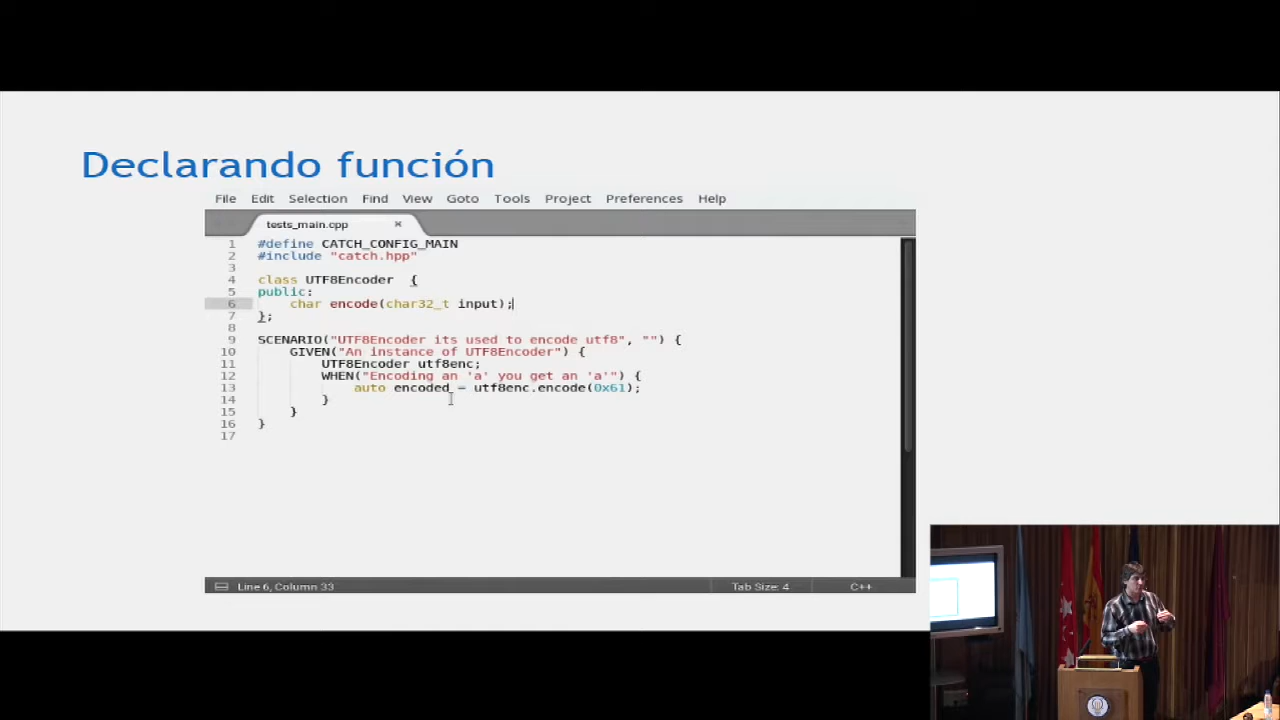 Declarando función
File Edit Selection Find View Goto Tools Project Preferences Help
tests_main.cpp ×
1 #define CATCH_CONFIG_MAIN
2 #include "catch.hpp"
3
4 class UTF8Encoder {
5 public:
6 char encode(char32_t input);
7 };
8
9 SCENARIO("UTF8Encoder its used to encode utf8", "") {
10 GIVEN("An instance of UTF8Encoder") {
11 UTF8Encoder utf8enc;
12 WHEN("Encoding an 'a' you get an 'a'") {
13 auto encoded = utf8enc.encode(0x61);
14 }
15 }
16 }
17
Line 6, Column 33 Tab Size: 4 C++